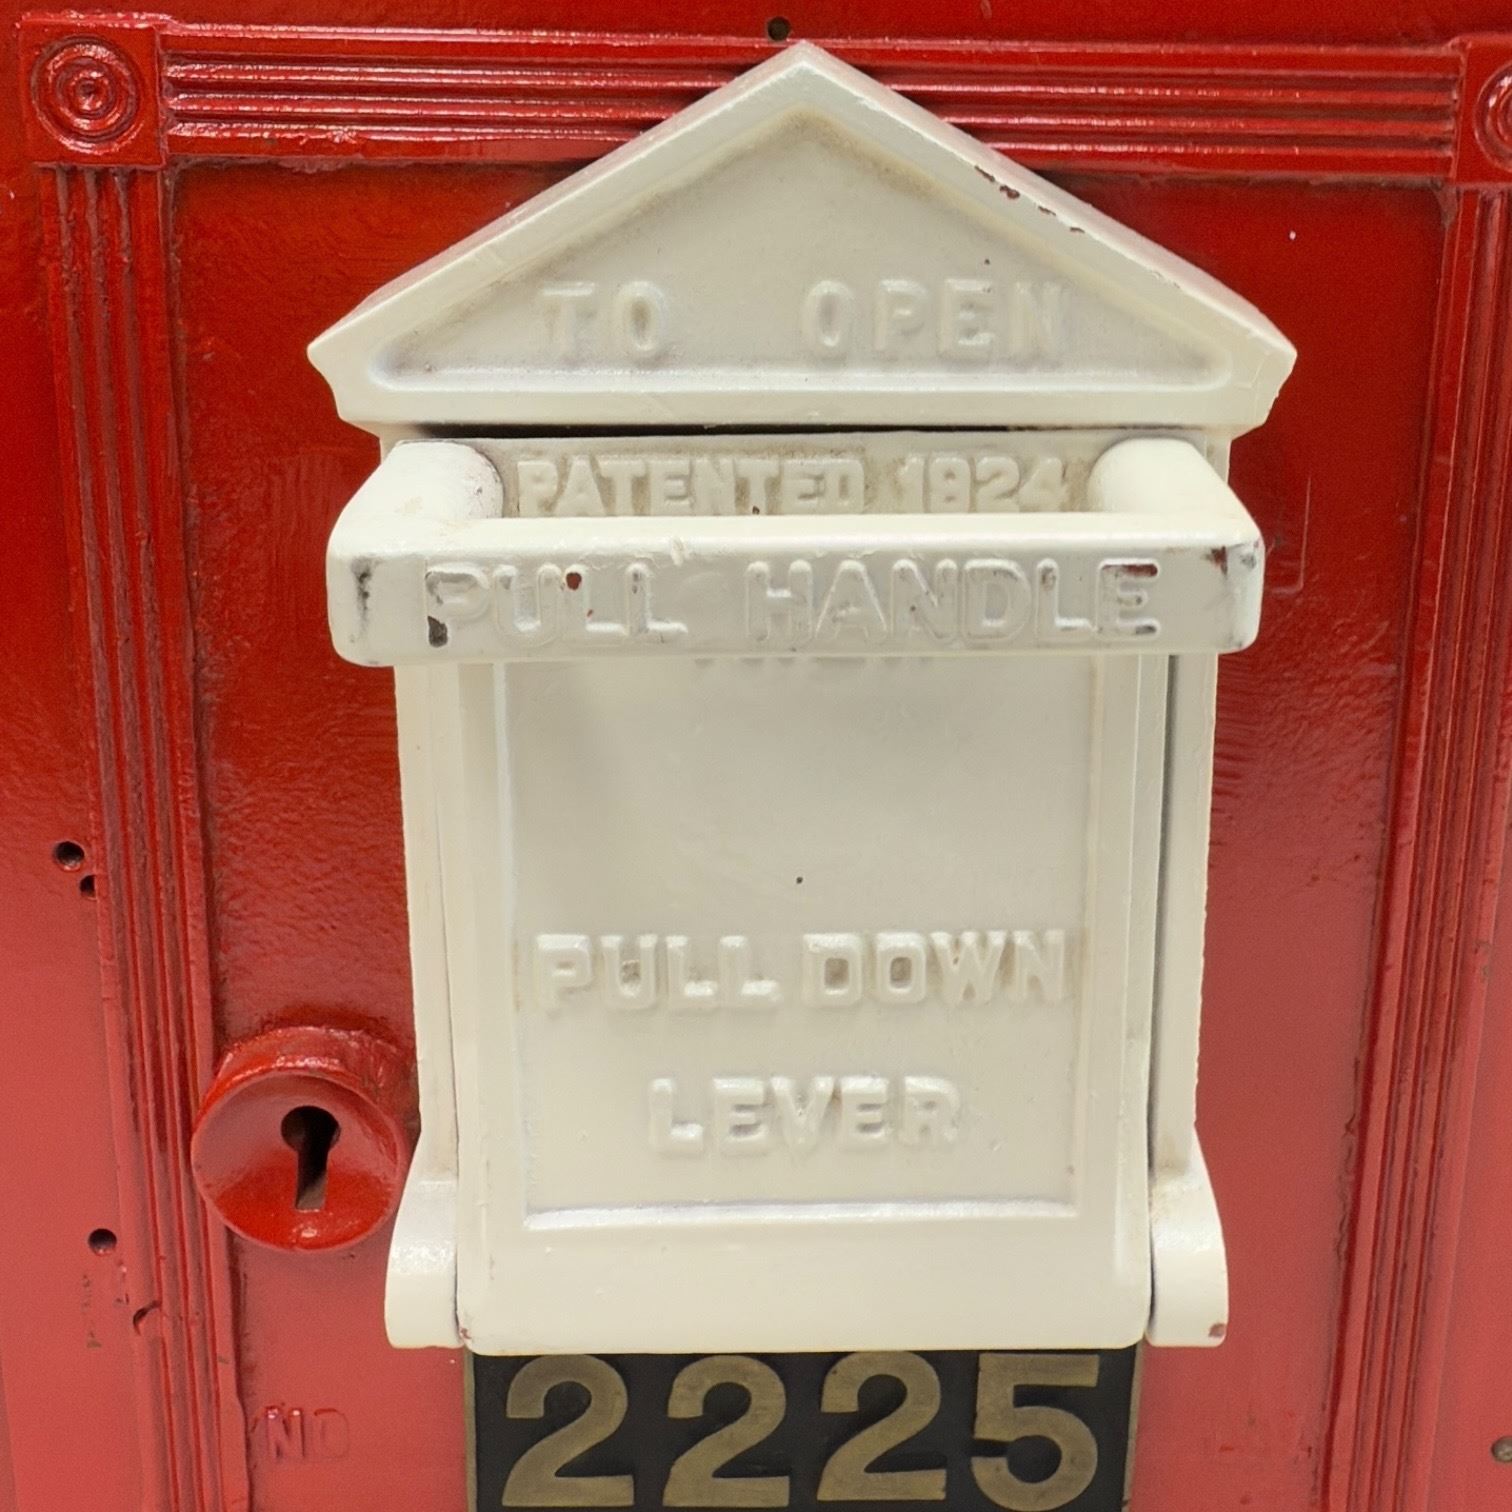 TO OPEN
PATENTED 1924
PULL HANDLE
PULL DOWN
LEVER
2225